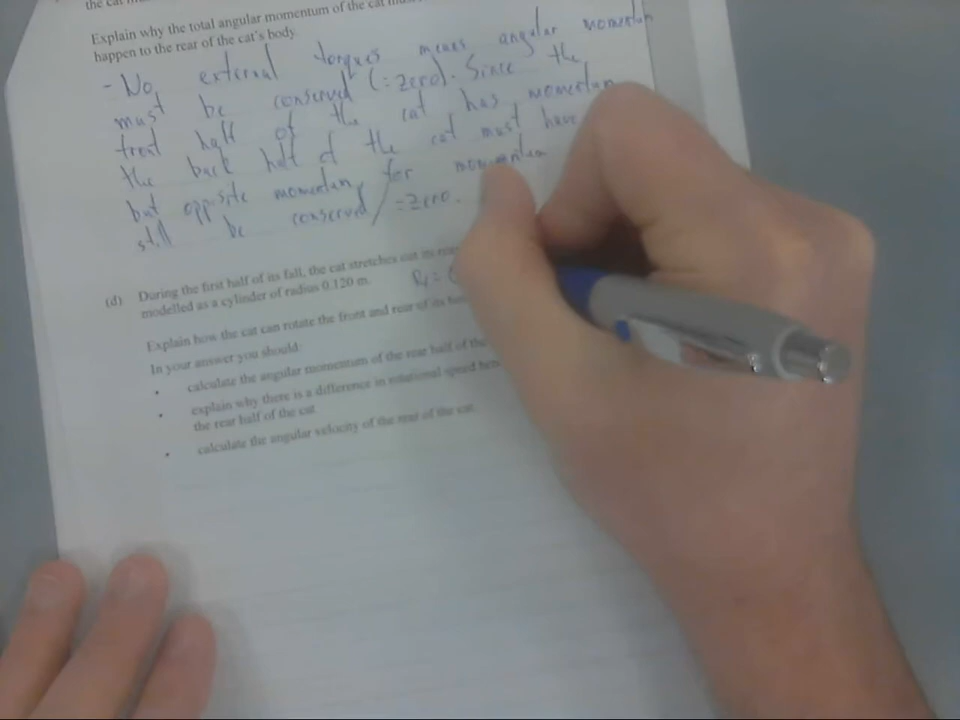 the cat
Explain why the total angular momentum of the cat must
happen to the rear of the cat's body.
- No external torques means angular momentum
must be conserved (=zero). Since the
front half of the cat has momentum
the back half of the cat must have
but opposite momentum, for momentum
still be conserved / =zero.
(d) During the first half of its fall, the cat stretches out its
modelled as a cylinder of radius 0.120 m.
Explain how the cat can rotate the front and rear of its
In your answer you should:
• calculate the angular momentum of the rear half of the
• explain why there is a difference in rotational speed
the rear half of the cat
• calculate the angular velocity of the rear of the cat.